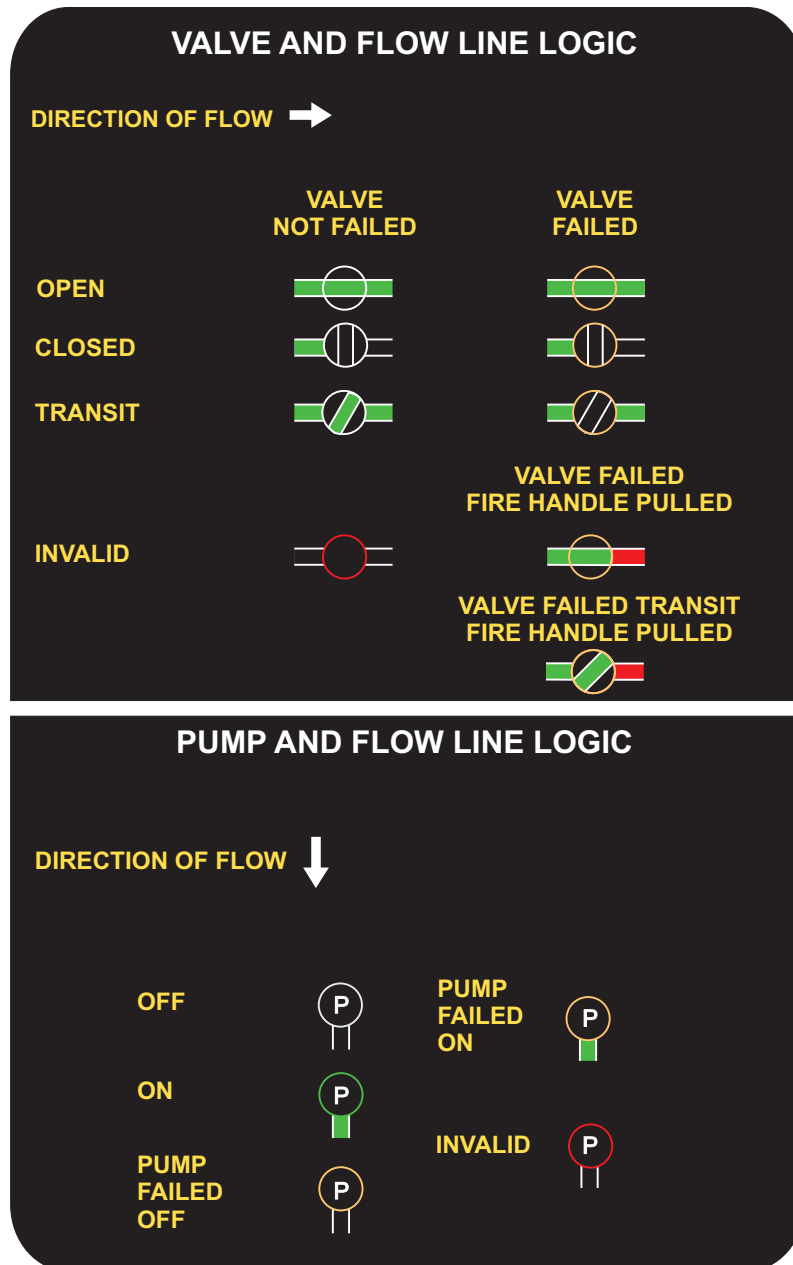 VALVE AND FLOW LINE LOGIC
DIRECTION OF FLOW
VALVE
NOT FAILED
VALVE
FAILED
OPEN
CLOSED
TRANSIT
VALVE FAILED
FIRE HANDLE PULLED
INVALID
VALVE FAILED TRANSIT
FIRE HANDLE PULLED
PUMP AND FLOW LINE LOGIC
DIRECTION OF FLOW
OFF
P
PUMP
FAILED
ON
P
ON
P
INVALID
P
PUMP
FAILED
OFF
P